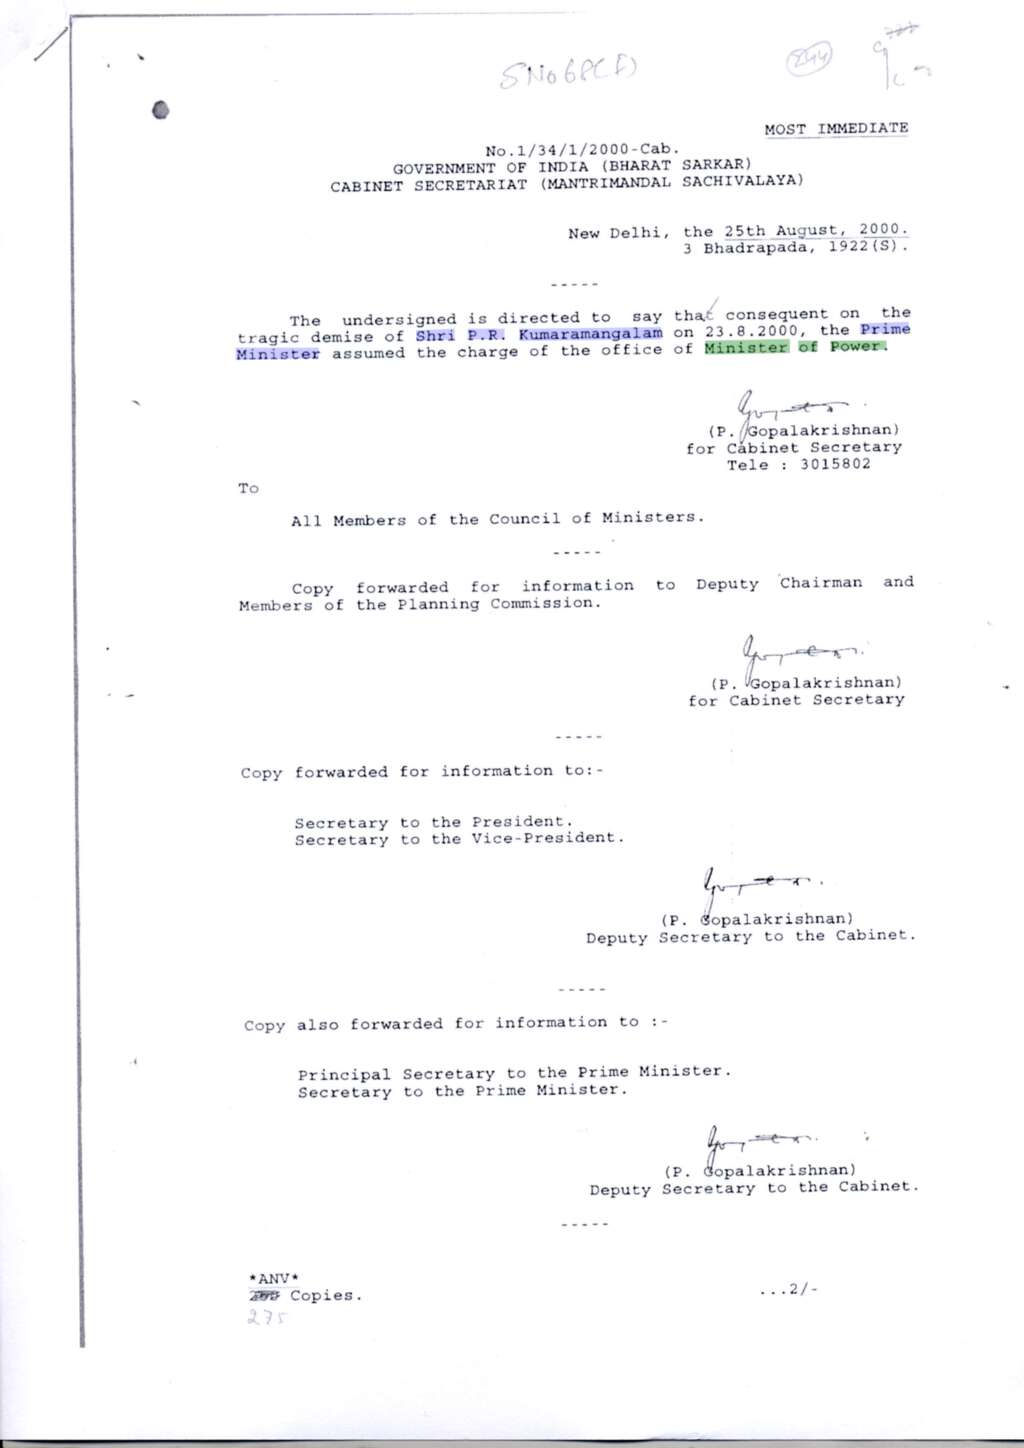 SNo68(F)
244
MOST IMMEDIATE
No.1/34/1/2000-Cab.
GOVERNMENT OF INDIA (BHARAT SARKAR)
CABINET SECRETARIAT (MANTRIMANDAL SACHIVALAYA)
New Delhi, the 25th August, 2000.
3 Bhadrapada, 1922(S).
-----
The undersigned is directed to say that consequent on the
tragic demise of Shri P.R. Kumaramangalam on 23.8.2000, the Prime
Minister assumed the charge of the office of Minister of Power.
(P. Gopalakrishnan)
for Cabinet Secretary
Tele : 3015802
To
All Members of the Council of Ministers.
-----
Copy forwarded for information to Deputy Chairman and
Members of the Planning Commission.
(P. Gopalakrishnan)
for Cabinet Secretary
-----
Copy forwarded for information to:-
Secretary to the President.
Secretary to the Vice-President.
(P. Gopalakrishnan)
Deputy Secretary to the Cabinet.
-----
Copy also forwarded for information to :-
Principal Secretary to the Prime Minister.
Secretary to the Prime Minister.
(P. Gopalakrishnan)
Deputy Secretary to the Cabinet.
-----
*ANV*
Copies.
275
...2/-